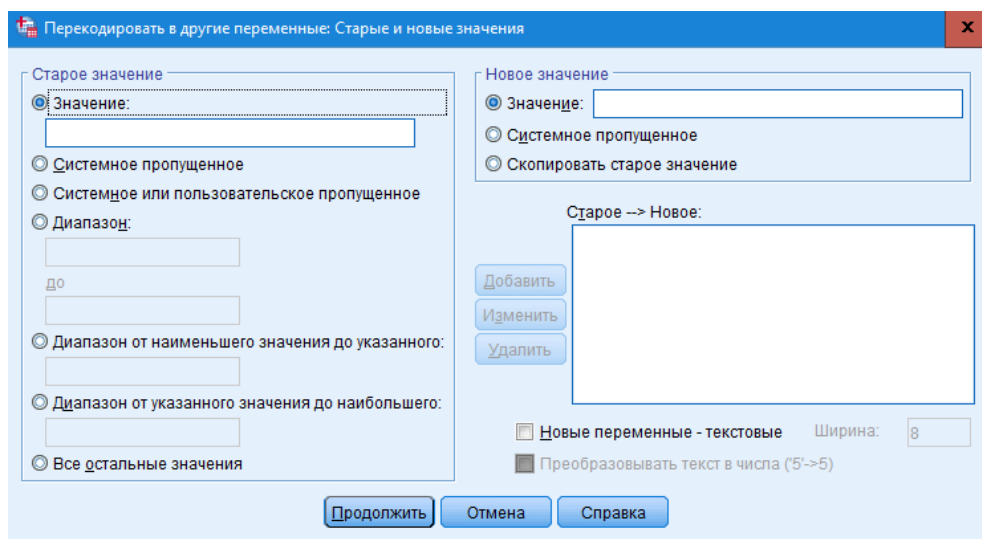 Перекодировать в другие переменные: Старые и новые значения
x
Старое значение
Значение:
Системное пропущенное
Системное или пользовательское пропущенное
Диапазон:
до
Диапазон от наименьшего значения до указанного:
Диапазон от указанного значения до наибольшего:
Все остальные значения
Новое значение
Значение:
Системное пропущенное
Скопировать старое значение
Старое --> Новое:
Добавить
Изменить
Удалить
Новые переменные - текстовые Ширина: 8
Преобразовывать текст в числа ('5'->5)
Продолжить Отмена Справка